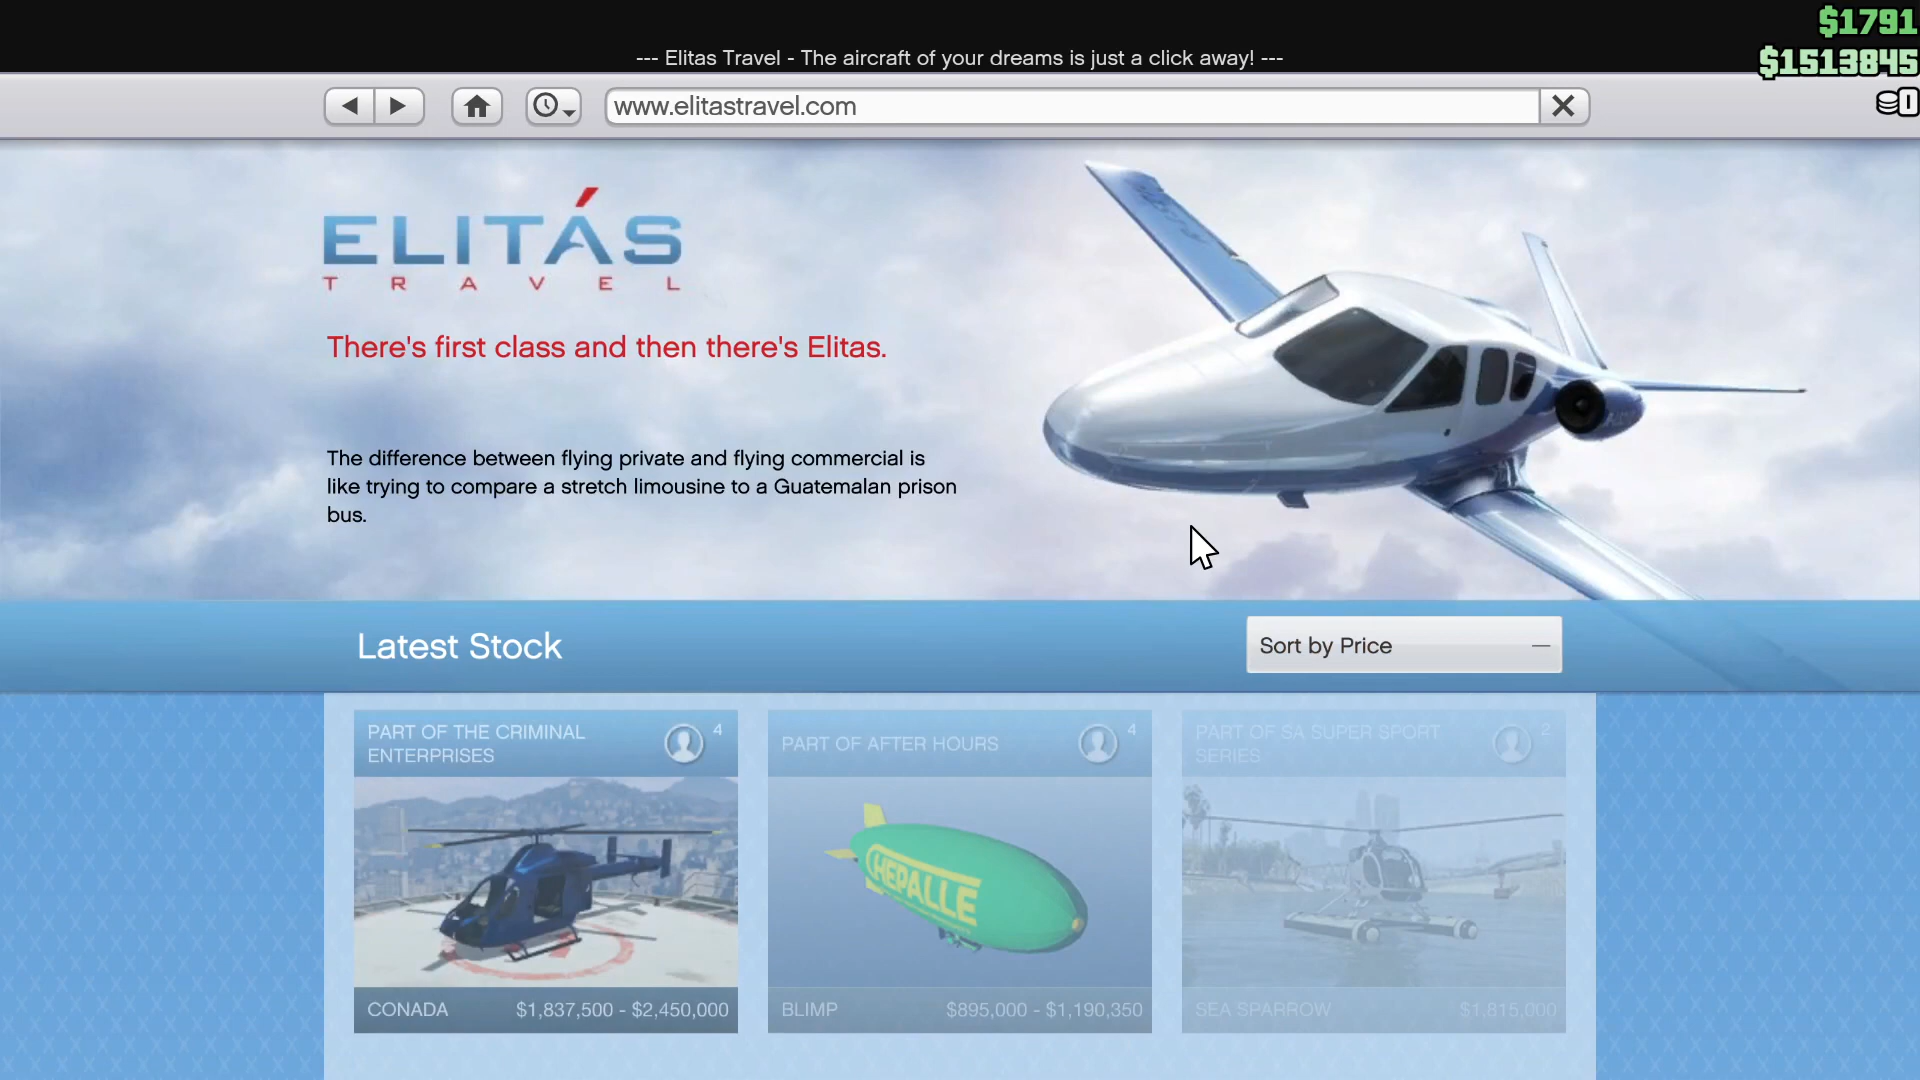 $1791
--- Elitas Travel - The aircraft of your dreams is just a click away! ---
$1513845
www.elitastravel.com
1
ELITÁS
TRAVEL
There's first class and then there's Elitas.
The difference between flying private and flying commercial is
like trying to compare a stretch limousine to a Guatemalan prison
bus.
Latest Stock
Sort by Price
PART OF THE CRIMINAL
ENTERPRISES
4
PART OF AFTER HOURS
4
PART OF SA SUPER SPORT
SERIES
2
CHEPALLE
CONADA
$1,837,500 - $2,450,000
BLIMP
$895,000 - $1,190,350
SEA SPARROW
$1,815,000